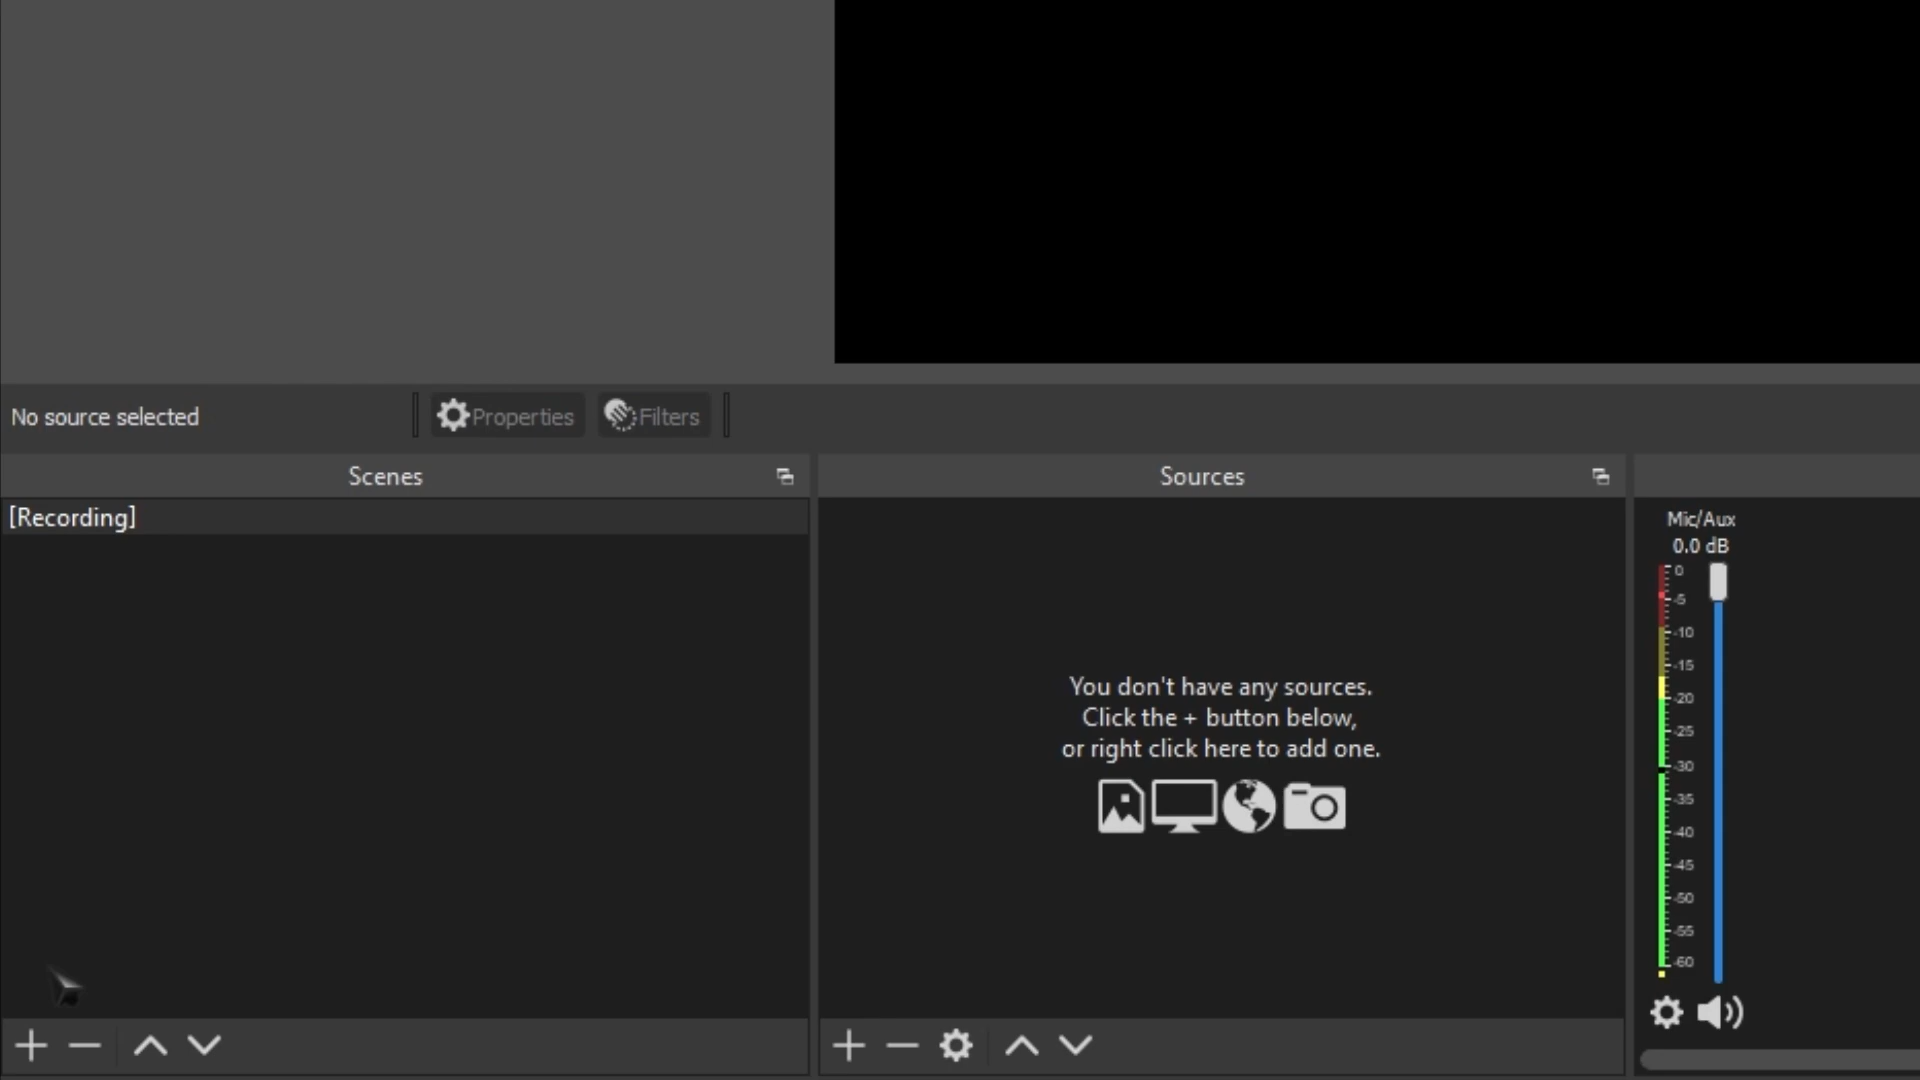 No source selected
Properties
Filters
Scenes
Sources
[Recording]
You don't have any sources.
Click the + button below,
or right click here to add one.
Mic/Aux
0.0 dB
0
-5
-10
-15
-20
-25
-30
-35
-40
-45
-50
-55
-60